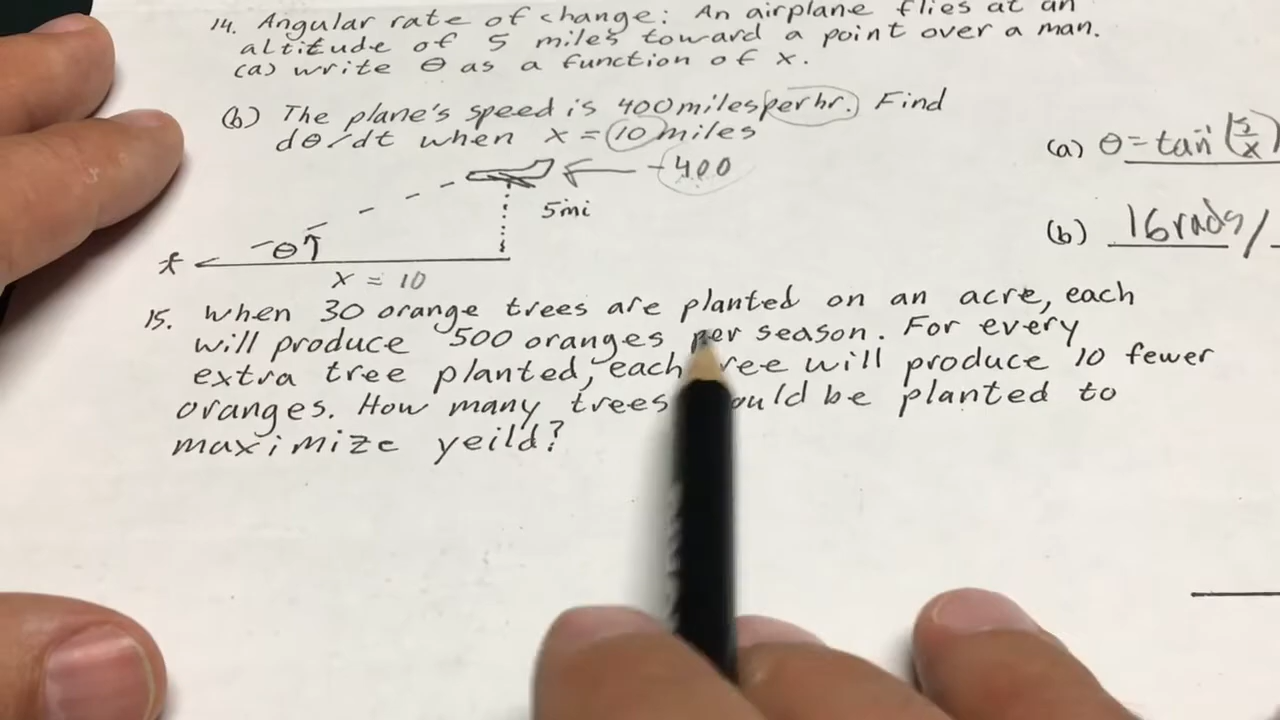 14. Angular rate of change: An airplane flies at an
altitude of 5 miles toward a point over a man.
(a) write θ as a function of x.
(b) The plane's speed is 400 miles per hr. Find
dθ/dt when x = 10 miles
(a) θ = tan⁻¹(5/x)
-400
5mi
(b) 16 rads/
θ
x = 10
15. When 30 orange trees are planted on an acre, each
will produce 500 oranges per season. For every
extra tree planted, each ree will produce 10 fewer
oranges. How many trees ould be planted to
maximize yeild?